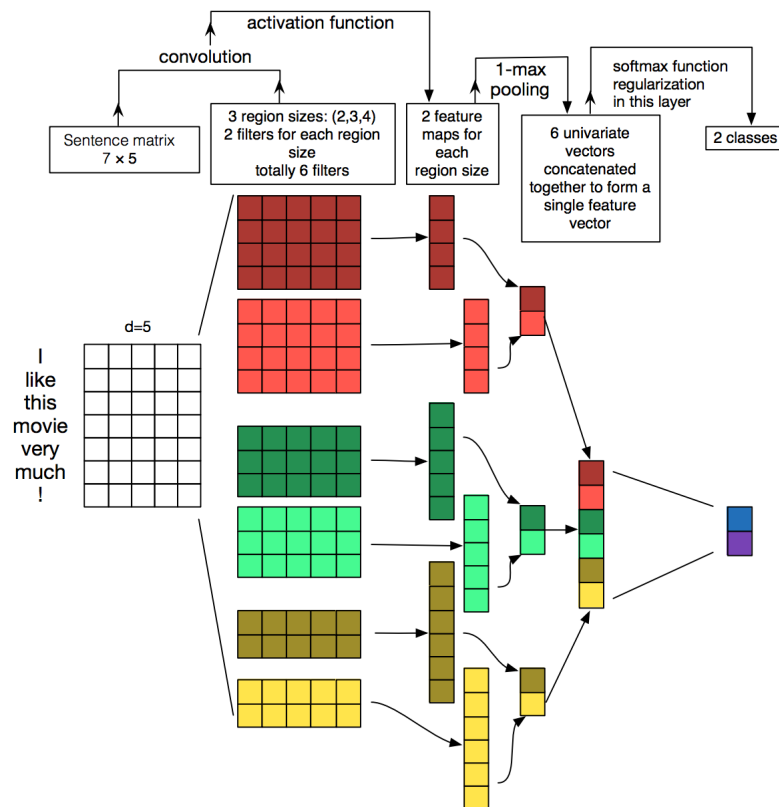 activation function
convolution
1-max
pooling
softmax function
regularization
in this layer
Sentence matrix
7 × 5
3 region sizes: (2,3,4)
2 filters for each region
size
totally 6 filters
2 feature
maps for
each
region size
6 univariate
vectors
concatenated
together to form a
single feature
vector
2 classes
d=5
I
like
this
movie
very
much
!